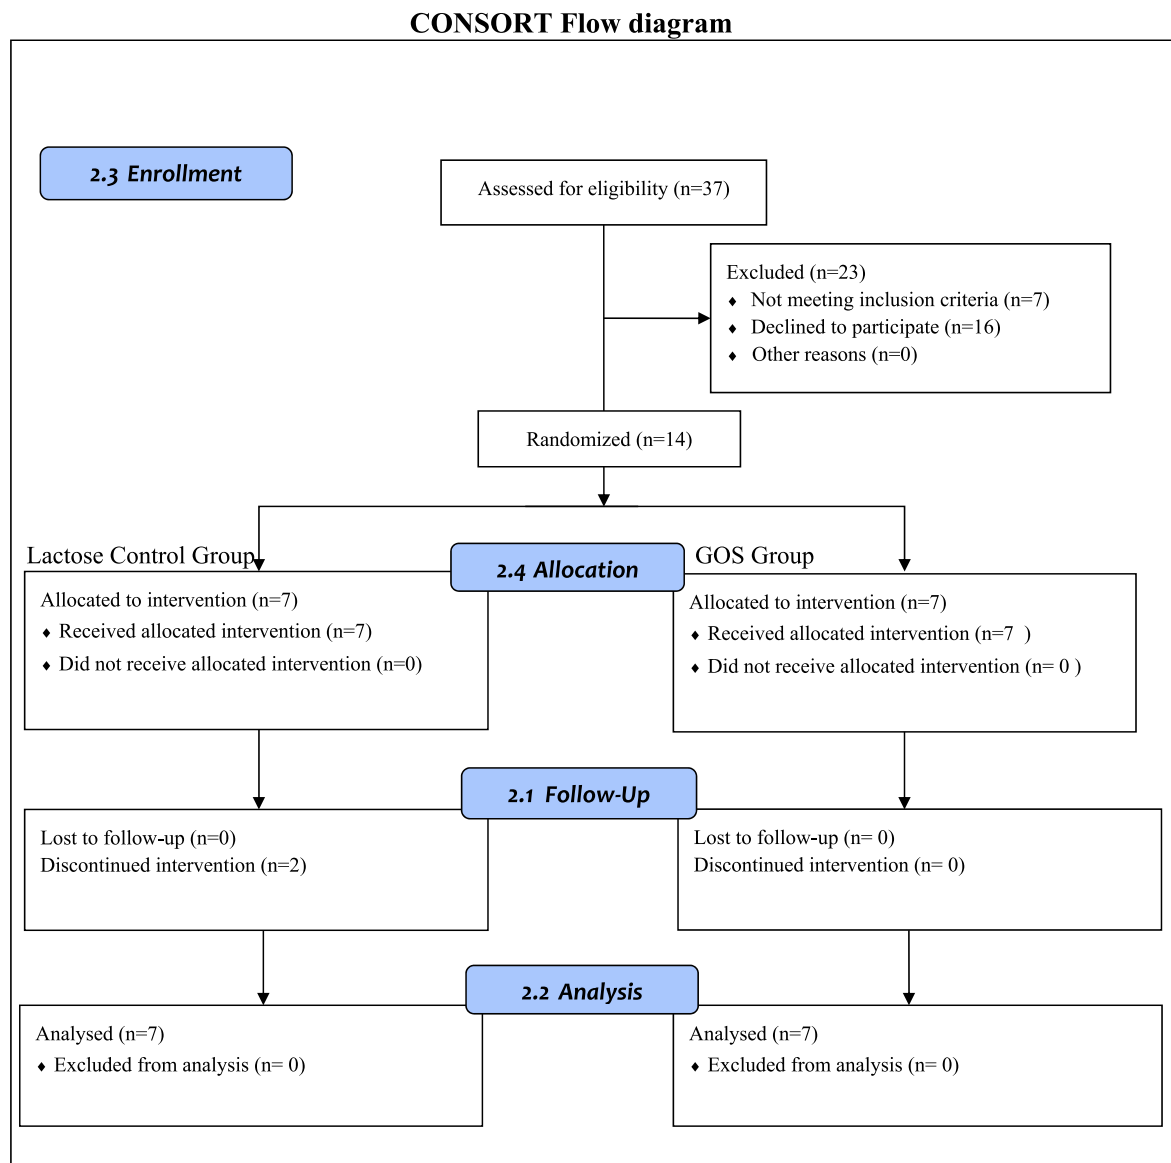 CONSORT Flow diagram
2.3 Enrollment
Assessed for eligibility (n=37)
Excluded (n=23)
♦ Not meeting inclusion criteria (n=7)
♦ Declined to participate (n=16)
♦ Other reasons (n=0)
Randomized (n=14)
Lactose Control Group
2.4 Allocation
GOS Group
Allocated to intervention (n=7)
♦ Received allocated intervention (n=7)
♦ Did not receive allocated intervention (n=0)
Allocated to intervention (n=7)
♦ Received allocated intervention (n=7 )
♦ Did not receive allocated intervention (n= 0 )
2.1 Follow-Up
Lost to follow-up (n=0)
Discontinued intervention (n=2)
Lost to follow-up (n= 0)
Discontinued intervention (n= 0)
2.2 Analysis
Analysed (n=7)
♦ Excluded from analysis (n= 0)
Analysed (n=7)
♦ Excluded from analysis (n= 0)